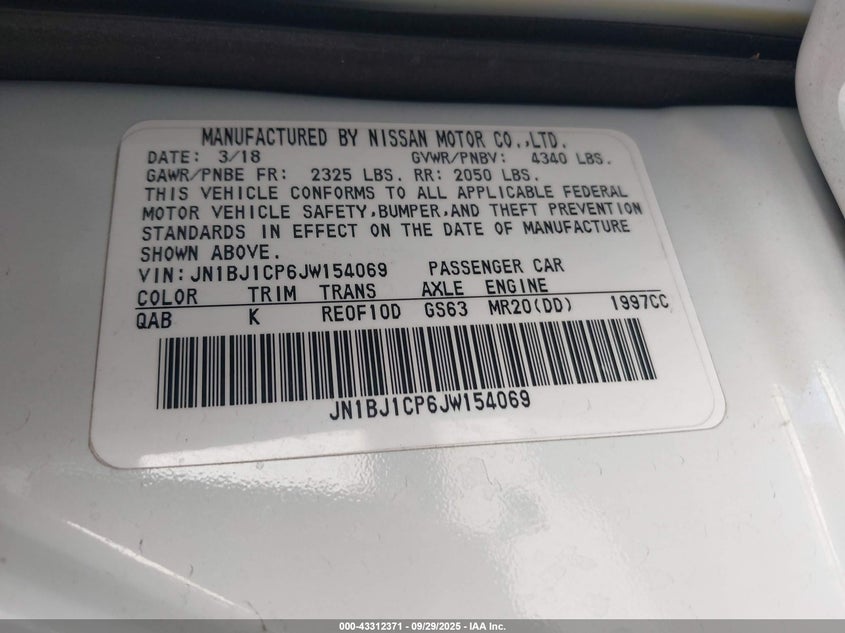 MANUFACTURED BY NISSAN MOTOR CO.,LTD.
DATE: 3/18 GVWR/PNBV: 4340 LBS.
GAWR/PNBE FR: 2325 LBS. RR: 2050 LBS.
THIS VEHICLE CONFORMS TO ALL APPLICABLE FEDERAL
MOTOR VEHICLE SAFETY,BUMPER,AND THEFT PREVENTION
STANDARDS IN EFFECT ON THE DATE OF MANUFACTURE
SHOWN ABOVE.
VIN: JN1BJ1CP6JW154069 PASSENGER CAR
COLOR TRIM TRANS AXLE ENGINE
QAB K RE0F10D GS63 MR20(DD) 1997CC
JN1BJ1CP6JW154069
000-43312371 - 09/29/2025 - IAA Inc.